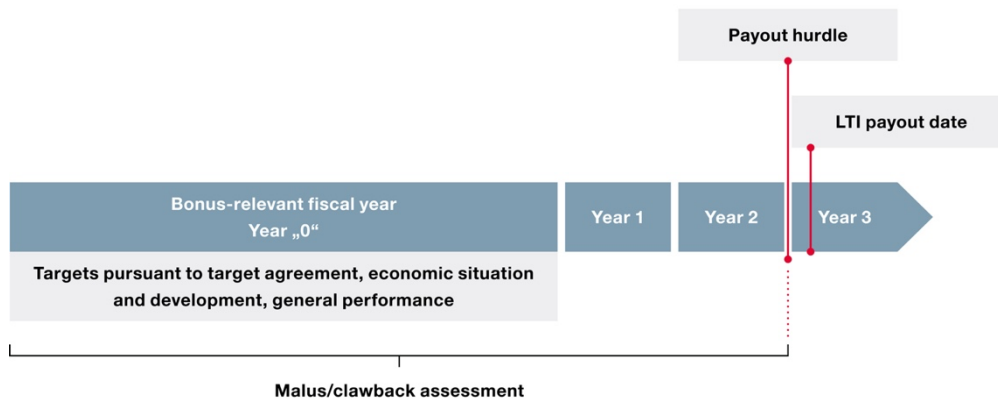 Payout hurdle
LTI payout date
Bonus-relevant fiscal year
Year „0“
Year 1
Year 2
Year 3
Targets pursuant to target agreement, economic situation
and development, general performance
Malus/clawback assessment